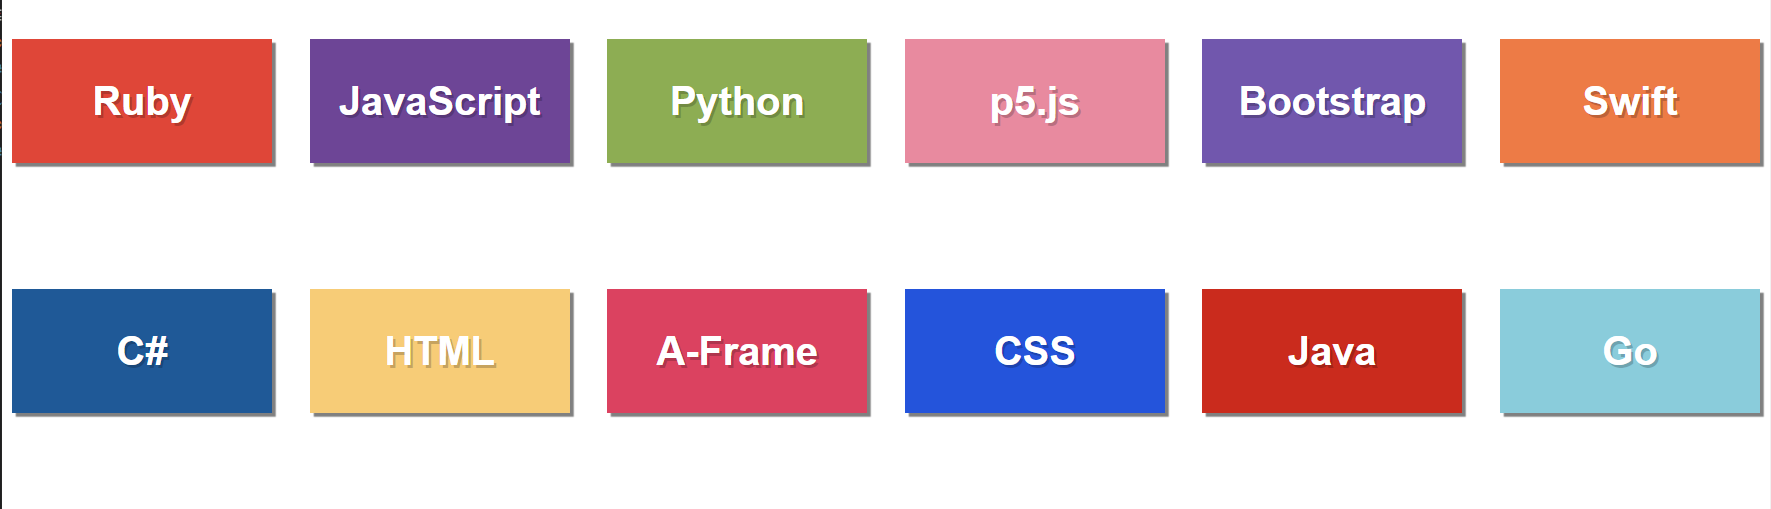 Ruby
JavaScript
Python
p5.js
Bootstrap
Swift
C#
HTML
A-Frame
CSS
Java
Go